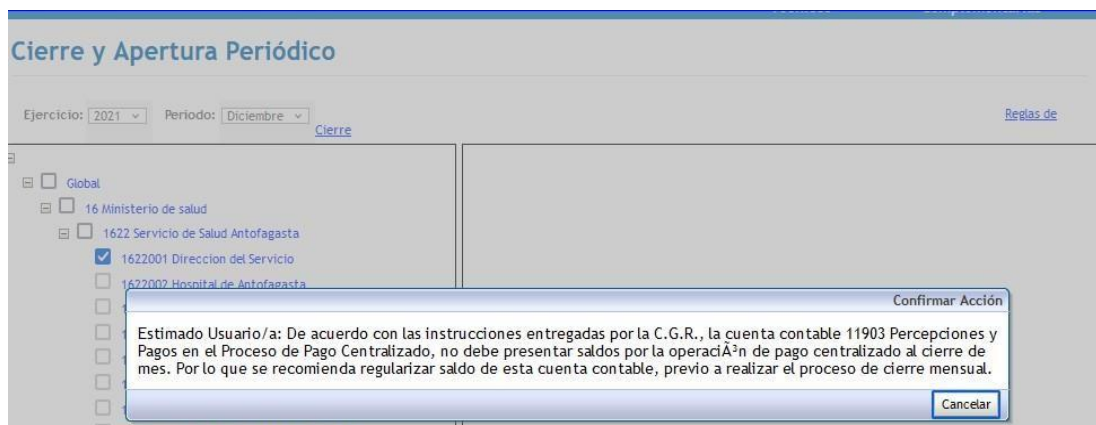 Cierre y Apertura Periódico
Ejercicio: 2021 Periodo: Diciembre
Cierre
Reglas de
Global
16 Ministerio de salud
1622 Servicio de Salud Antofagasta
1622001 Direccion del Servicio
1622002 Hospital de Antofagasta
Confirmar Acción
Estimado Usuario/a: De acuerdo con las instrucciones entregadas por la C.G.R., la cuenta contable 11903 Percepciones y
Pagos en el Proceso de Pago Centralizado, no debe presentar saldos por la operaciÃ³n de pago centralizado al cierre de
mes. Por lo que se recomienda regularizar saldo de esta cuenta contable, previo a realizar el proceso de cierre mensual.
Cancelar